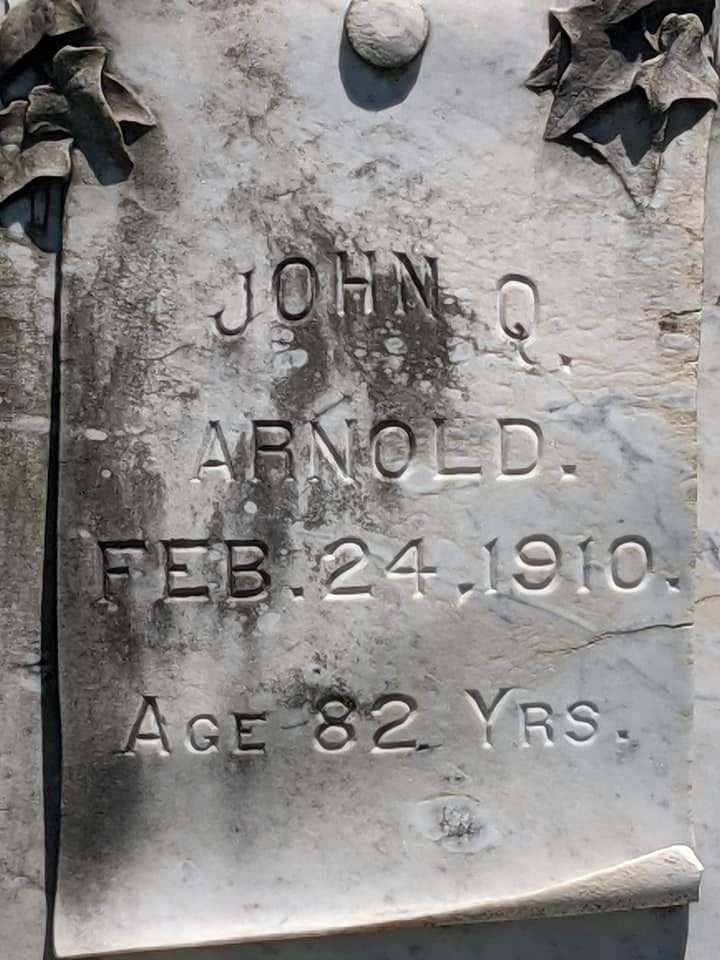 JOHN Q.
ARNOLD.
FEB. 24, 1910.
AGE 82 YRS.